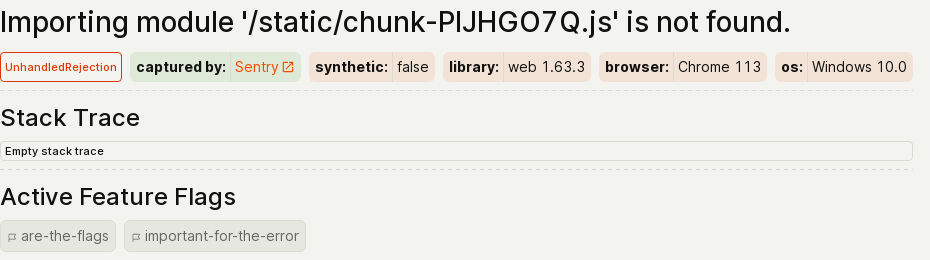 Importing module '/static/chunk-PIJHGO7Q.js' is not found.
UnhandledRejection captured by: Sentry synthetic: false library: web 1.63.3 browser: Chrome 113 os: Windows 10.0
Stack Trace
Empty stack trace
Active Feature Flags
are-the-flags important-for-the-error